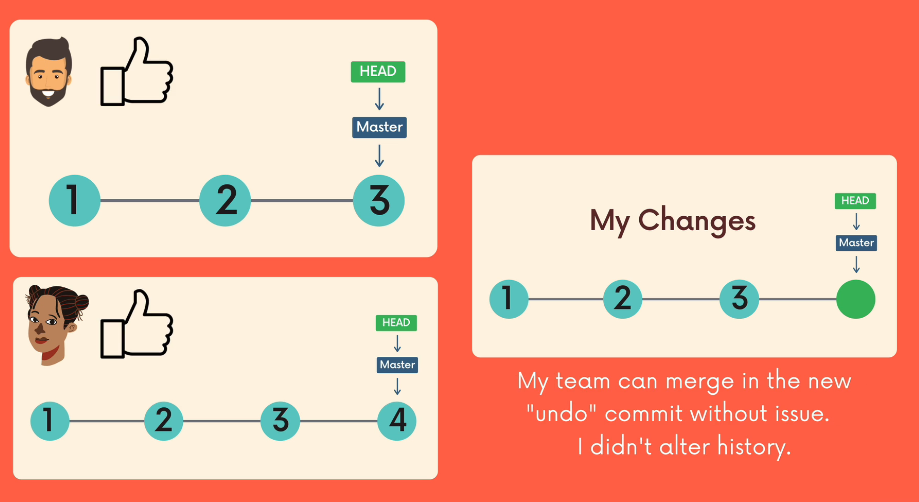 HEAD
Master
1 2 3
HEAD
Master
1 2 3 4
My Changes
HEAD
Master
1 2 3
My team can merge in the new
"undo" commit without issue.
I didn't alter history.